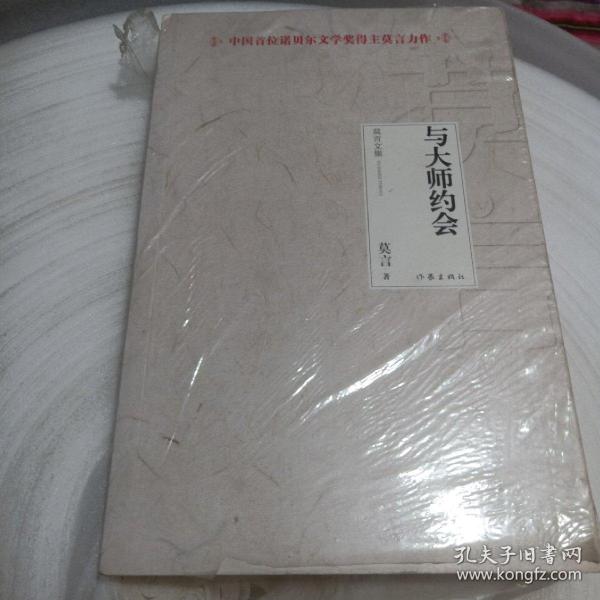 中国首位诺贝尔文学奖得主莫言力作
与大师约会
莫言文集
莫言
著
作家出版社
孔夫子旧书网
www.kongfz.com